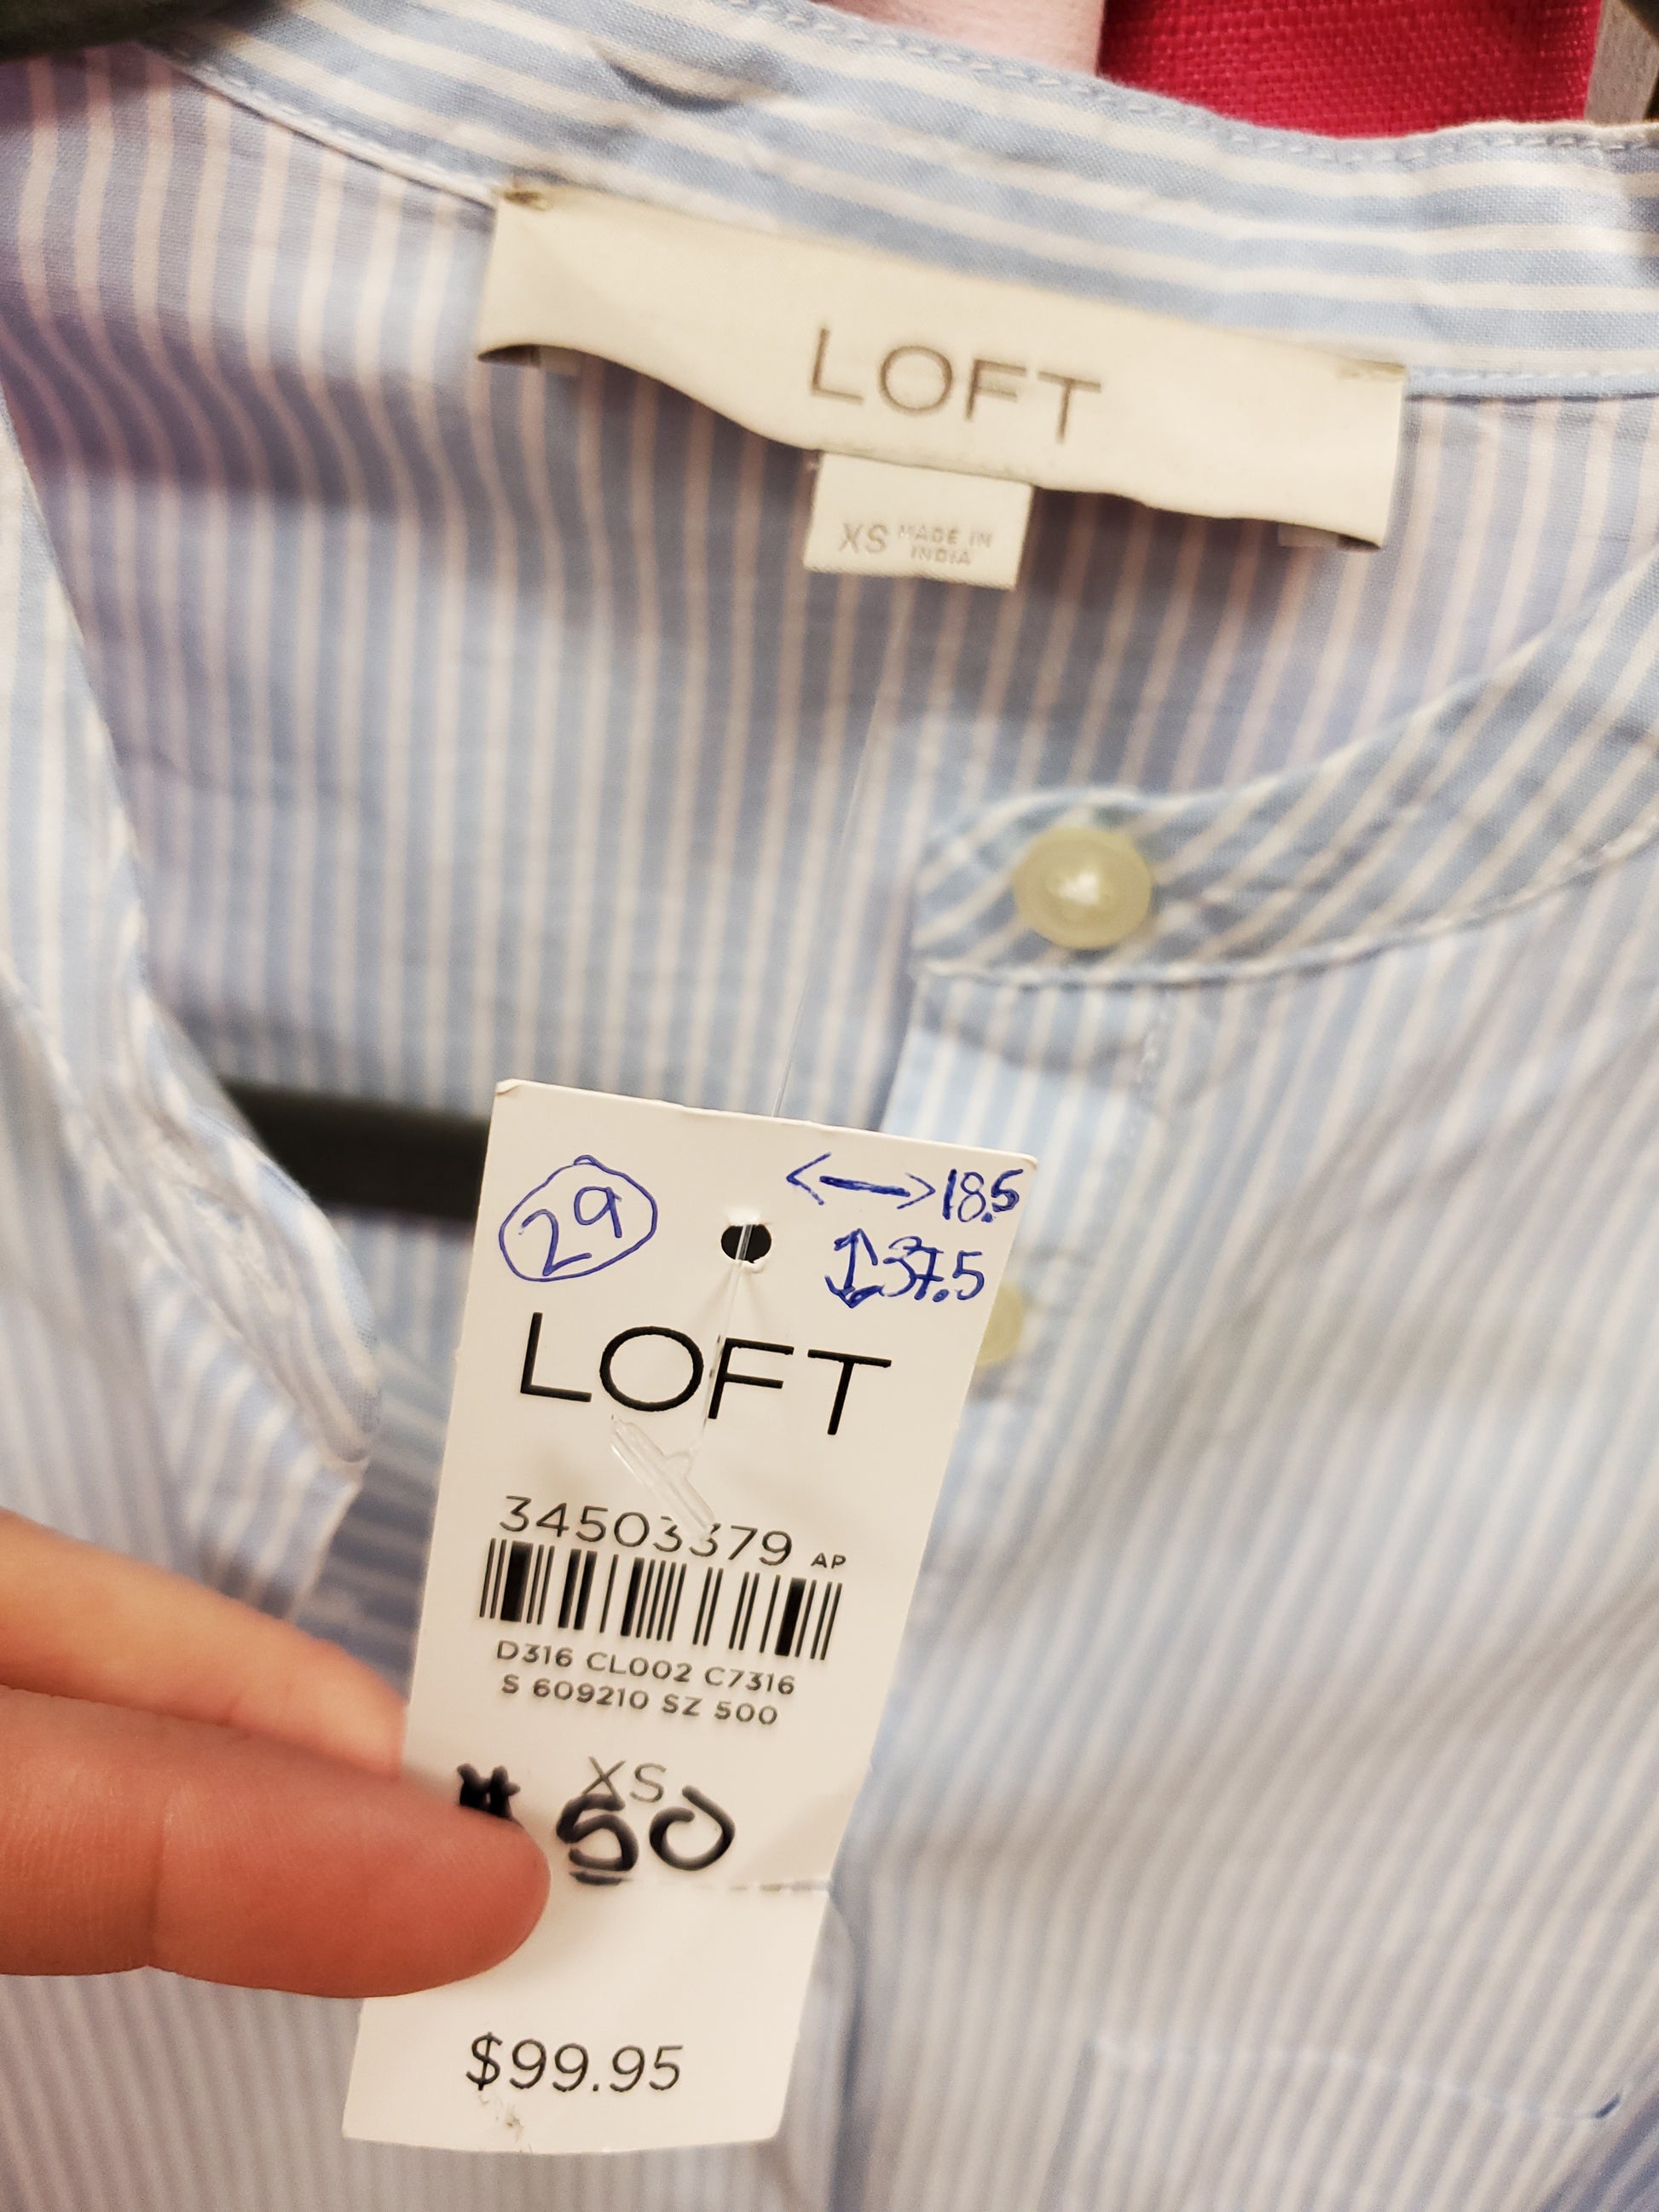 LOFT
XS MADE IN
INDIA
29
<—>18.5
↕37.5
LOFT
34503379 AP
D316 CL002 C7316
S 609210 SZ 500
XS
50
$99.95